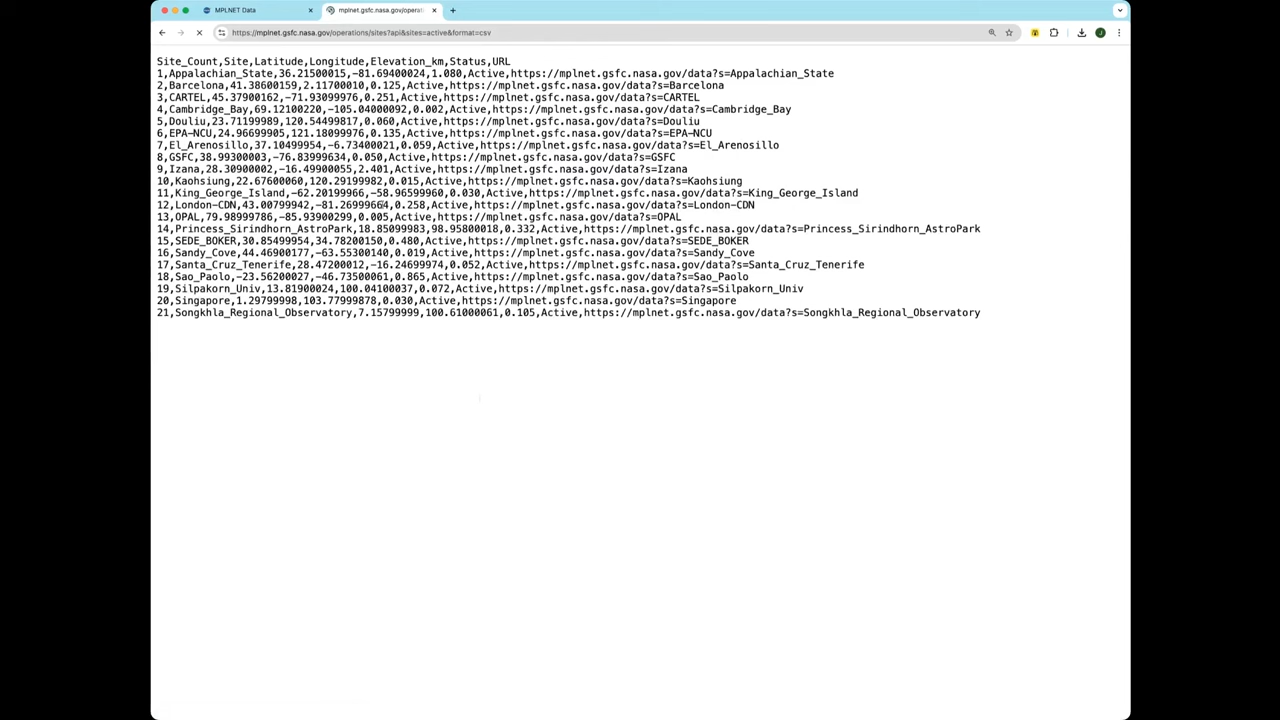 MPLNET Data
mplnet.gsfc.nasa.gov/operati
https://mplnet.gsfc.nasa.gov/operations/sites?api&sites=active&format=csv
J
Site_Count,Site,Latitude,Longitude,Elevation_km,Status,URL
1,Appalachian_State,36.21500015,-81.69400024,1.080,Active,https://mplnet.gsfc.nasa.gov/data?s=Appalachian_State
2,Barcelona,41.38600159,2.11700010,0.125,Active,https://mplnet.gsfc.nasa.gov/data?s=Barcelona
3,CARTEL,45.37900162,-71.93099976,0.251,Active,https://mplnet.gsfc.nasa.gov/data?s=CARTEL
4,Cambridge_Bay,69.12100220,-105.04000092,0.002,Active,https://mplnet.gsfc.nasa.gov/data?s=Cambridge_Bay
5,Douliu,23.71199989,120.54499817,0.060,Active,https://mplnet.gsfc.nasa.gov/data?s=Douliu
6,EPA-NCU,24.96699905,121.18099976,0.135,Active,https://mplnet.gsfc.nasa.gov/data?s=EPA-NCU
7,El_Arenosillo,37.10499954,-6.73400021,0.059,Active,https://mplnet.gsfc.nasa.gov/data?s=El_Arenosillo
8,GSFC,38.99300003,-76.83999634,0.050,Active,https://mplnet.gsfc.nasa.gov/data?s=GSFC
9,Izana,28.30900002,-16.49900055,2.401,Active,https://mplnet.gsfc.nasa.gov/data?s=Izana
10,Kaohsiung,22.67600060,120.29199982,0.015,Active,https://mplnet.gsfc.nasa.gov/data?s=Kaohsiung
11,King_George_Island,-62.20199966,-58.96599960,0.030,Active,https://mplnet.gsfc.nasa.gov/data?s=King_George_Island
12,London-CDN,43.00799942,-81.26999664,0.258,Active,https://mplnet.gsfc.nasa.gov/data?s=London-CDN
13,OPAL,79.98999786,-85.93900299,0.005,Active,https://mplnet.gsfc.nasa.gov/data?s=OPAL
14,Princess_Sirindhorn_AstroPark,18.85099983,98.95800018,0.332,Active,https://mplnet.gsfc.nasa.gov/data?s=Princess_Sirindhorn_AstroPark
15,SEDE_BOKER,30.85499954,34.78200150,0.480,Active,https://mplnet.gsfc.nasa.gov/data?s=SEDE_BOKER
16,Sandy_Cove,44.46900177,-63.55300140,0.019,Active,https://mplnet.gsfc.nasa.gov/data?s=Sandy_Cove
17,Santa_Cruz_Tenerife,28.47200012,-16.24699974,0.052,Active,https://mplnet.gsfc.nasa.gov/data?s=Santa_Cruz_Tenerife
18,Sao_Paolo,-23.56200027,-46.73500061,0.865,Active,https://mplnet.gsfc.nasa.gov/data?s=Sao_Paolo
19,Silpakorn_Univ,13.81900024,100.04100037,0.072,Active,https://mplnet.gsfc.nasa.gov/data?s=Silpakorn_Univ
20,Singapore,1.29799998,103.77999878,0.030,Active,https://mplnet.gsfc.nasa.gov/data?s=Singapore
21,Songkhla_Regional_Observatory,7.15799999,100.61000061,0.105,Active,https://mplnet.gsfc.nasa.gov/data?s=Songkhla_Regional_Observatory